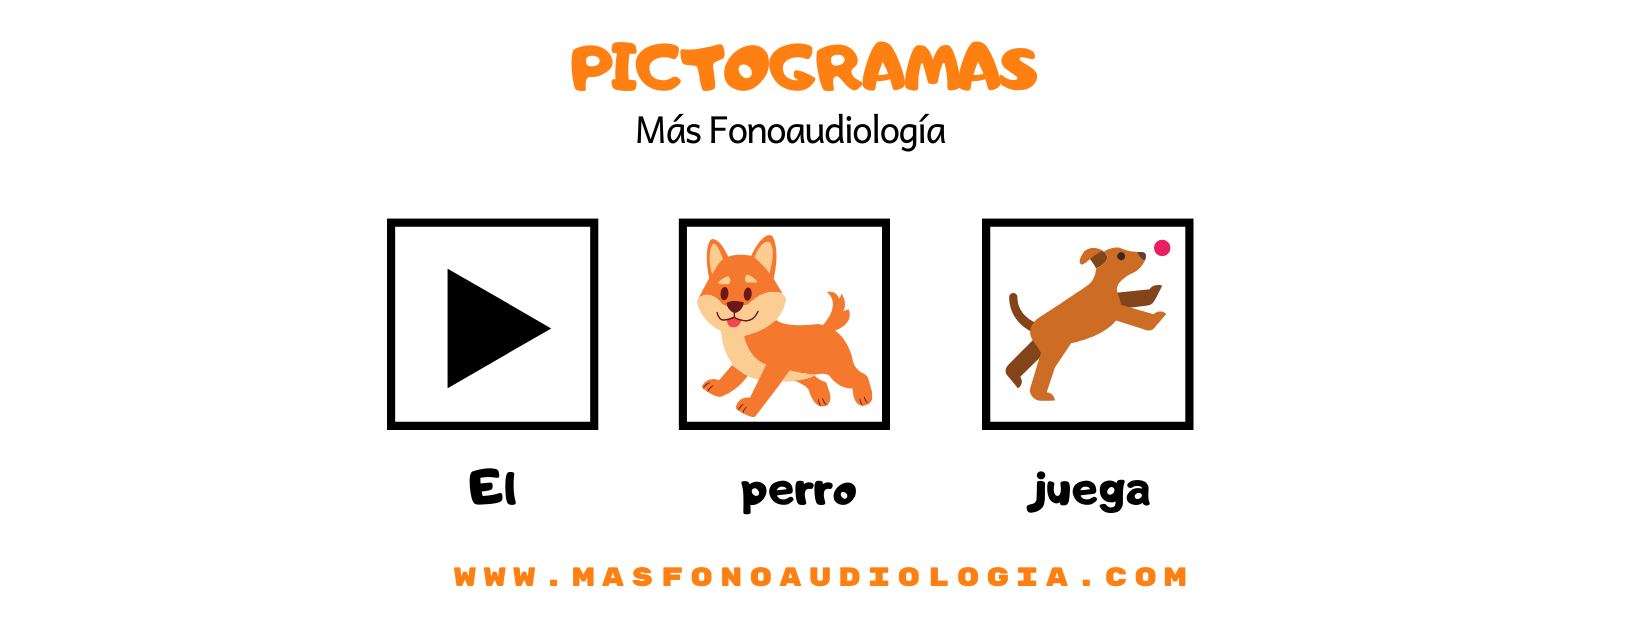 PICTOGRAMAS
Más Fonoaudiología
El perro juega
WWW.MASFONOAUDIOLOGIA.COM